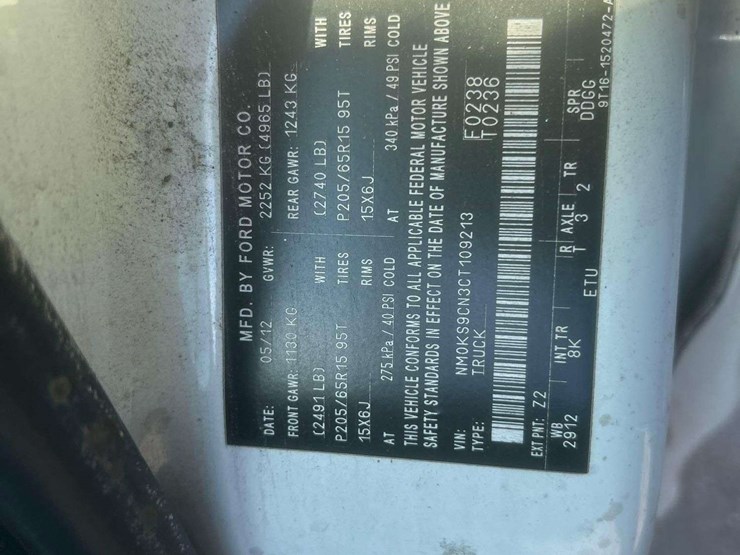 MFD. BY FORD MOTOR CO.
DATE: 05/12 GVWR: 2252 KG (4965 LB)
FRONT GAWR: 1130 KG REAR GAWR: 1243 KG
(2491 LB) WITH (2740 LB) WITH
P205/65R15 95T TIRES P205/65R15 95T TIRES
15X6J RIMS 15X6J RIMS
AT 275 kPa / 40 PSI COLD AT 340 kPa / 49 PSI COLD
THIS VEHICLE CONFORMS TO ALL APPLICABLE FEDERAL MOTOR VEHICLE
SAFETY STANDARDS IN EFFECT ON THE DATE OF MANUFACTURE SHOWN ABOVE
VIN: NM0KS9CN3CT109213
TYPE: TRUCK
F0238
T0236
EXT PNT: Z2
WB INT TR R AXLE TR SPR
2912 8K 1 3 2 DDGG
ETU 9T16-1520472-A